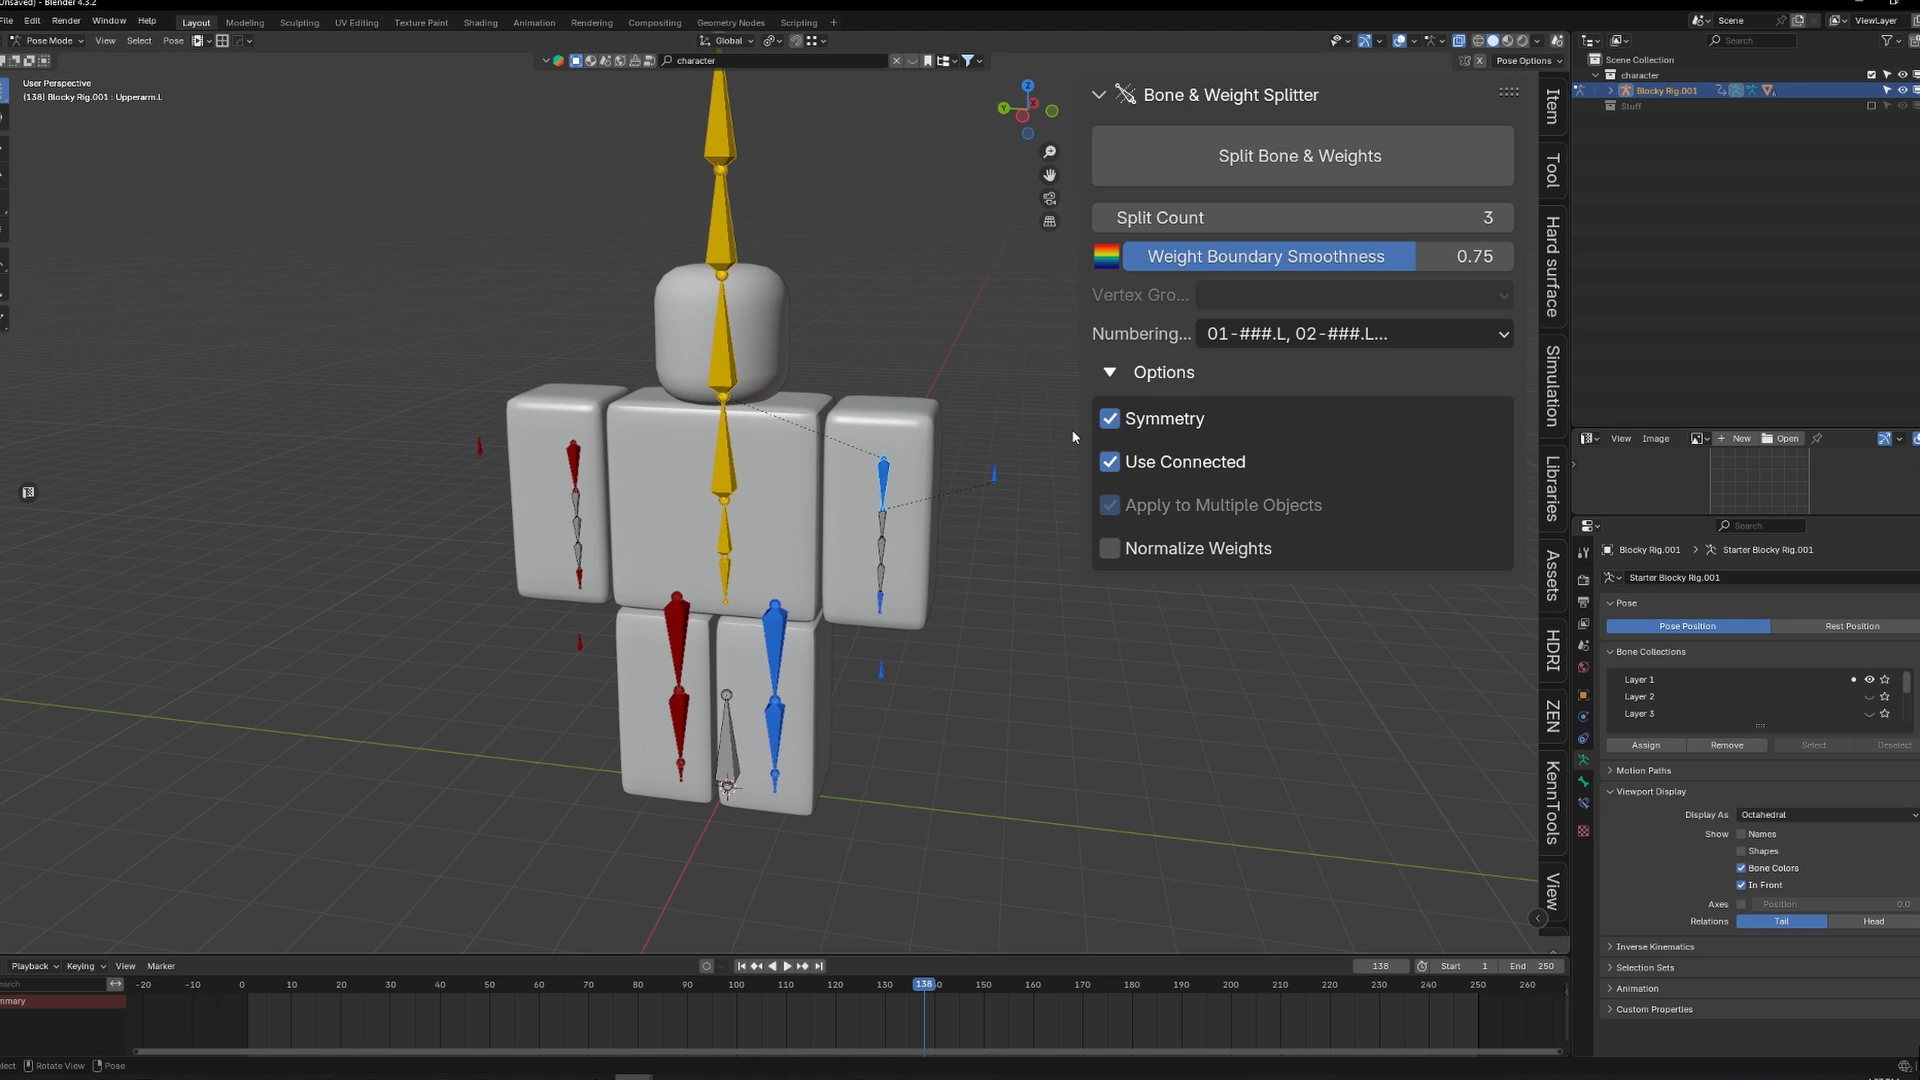 Unsaved) - Blender 4.3.2
File Edit Render Window Help Layout Modeling Sculpting UV Editing Texture Paint Shading Animation Rendering Compositing Geometry Nodes Scripting + Scene ViewLayer
Pose Mode View Select Pose Global Search
character X Pose Options
User Perspective
(138) Blocky Rig.001 : Upperarm.L
Z
Y
X
Bone & Weight Splitter
Split Bone & Weights
Split Count 3
Weight Boundary Smoothness 0.75
Vertex Gro...
Numbering... 01-###.L, 02-###.L...
Options
Symmetry
Use Connected
Apply to Multiple Objects
Normalize Weights
Item
Tool
Hard surface
Simulation
Libraries
Assets
HDRI
ZEN
KennTools
View
Scene Collection
character
Blocky Rig.001
Stuff
View Image New Open
Search
Blocky Rig.001 > Starter Blocky Rig.001
Starter Blocky Rig.001
Pose
Pose Position Rest Position
Bone Collections
Layer 1
Layer 2
Layer 3
Assign Remove Select Deselect
Motion Paths
Viewport Display
Display As Octahedral
Show Names
Shapes
Bone Colors
In Front
Axes Position 0.0
Relations Tail Head
Inverse Kinematics
Selection Sets
Animation
Custom Properties
Playback Keying View Marker 138 Start 1 End 250
-20 -10 0 10 20 30 40 50 60 70 80 90 100 110 120 130 138 150 160 170 180 190 200 210 220 230 240 250 260
Rotate View Pose